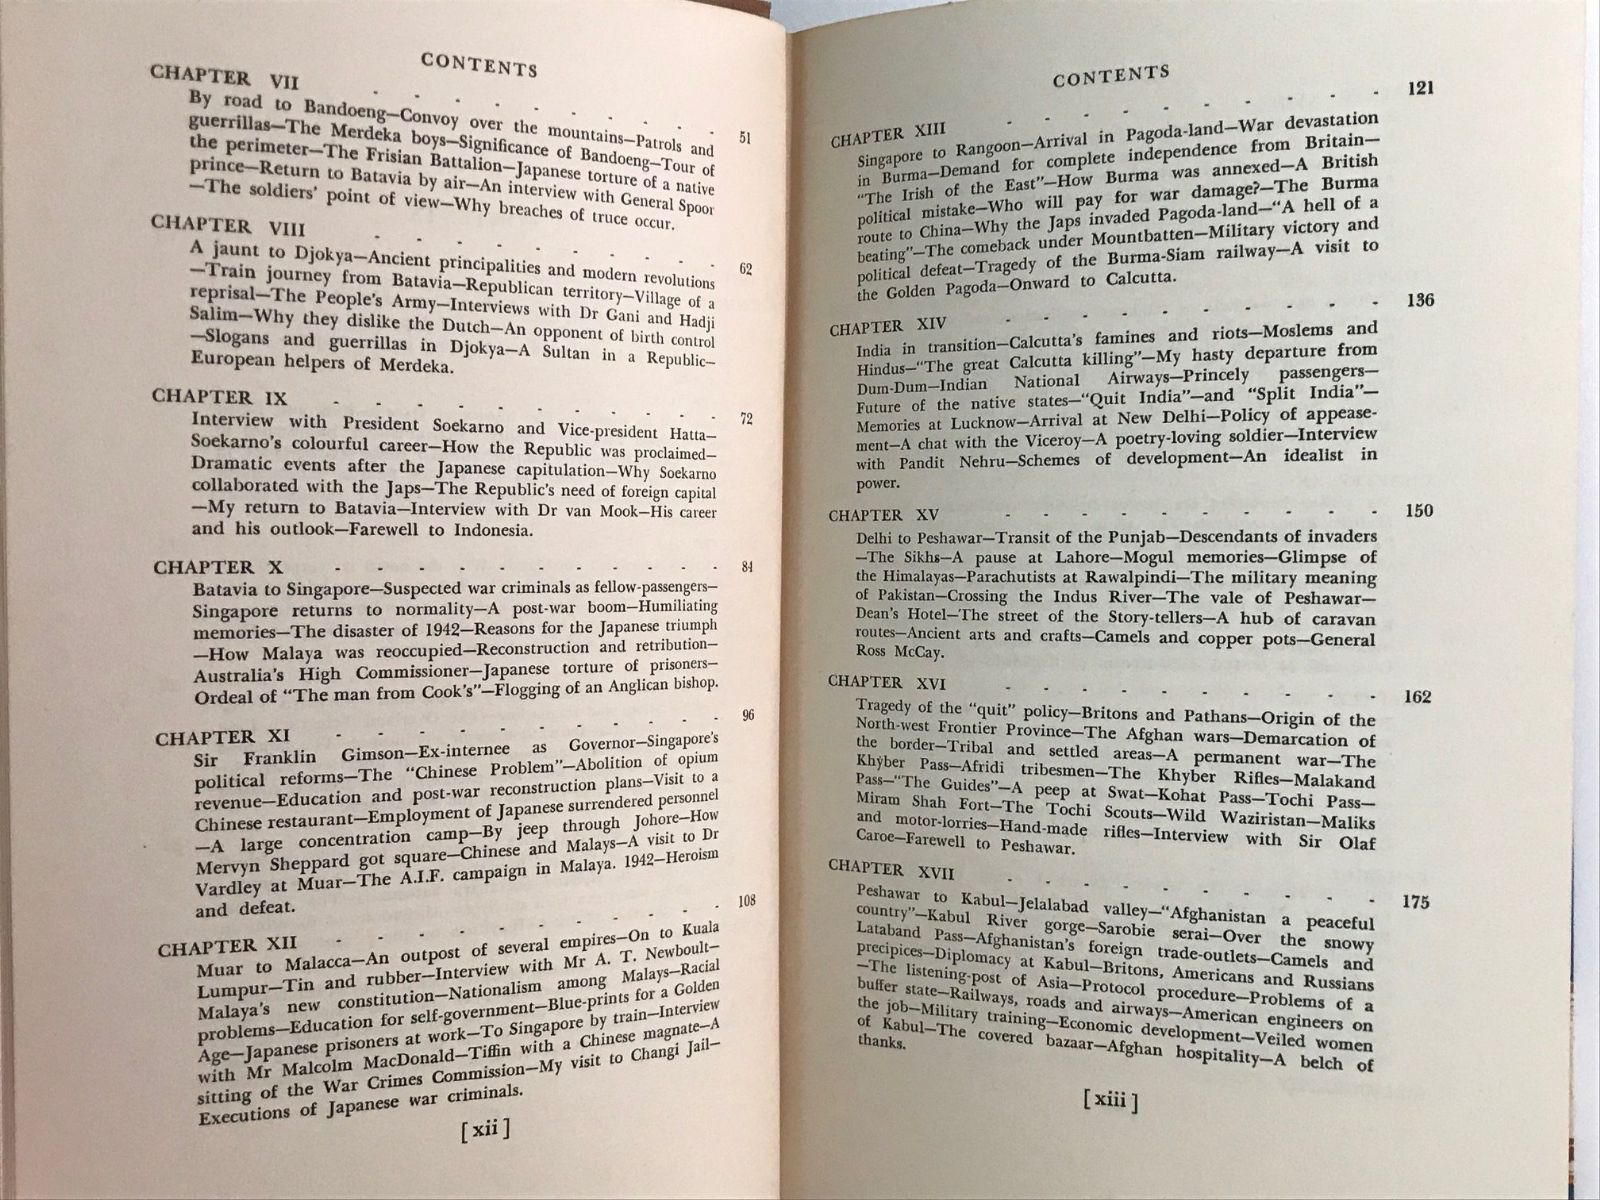 CONTENTS
CHAPTER VII - - - - - - - - 51
By road to Bandoeng—Convoy over the mountains—Patrols and
guerrillas—The Merdeka boys—Significance of Bandoeng—Tour of
the perimeter—The Frisian Battalion—Japanese torture of a native
prince—Return to Batavia by air—An interview with General Spoor
—The soldiers' point of view—Why breaches of truce occur.
CHAPTER VIII - - - - - - - - 62
A jaunt to Djokya—Ancient principalities and modern revolutions
—Train journey from Batavia—Republican territory—Village of a
reprisal—The People's Army—Interviews with Dr Gani and Hadji
Salim—Why they dislike the Dutch—An opponent of birth control
—Slogans and guerrillas in Djokya—A Sultan in a Republic—
European helpers of Merdeka.
CHAPTER IX - - - - - - - - - - 72
Interview with President Soekarno and Vice-president Hatta—
Soekarno's colourful career—How the Republic was proclaimed—
Dramatic events after the Japanese capitulation—Why Soekarno
collaborated with the Japs—The Republic's need of foreign capital
—My return to Batavia—Interview with Dr van Mook—His career
and his outlook—Farewell to Indonesia.
CHAPTER X - - - - - - - - - - 84
Batavia to Singapore—Suspected war criminals as fellow-passengers—
Singapore returns to normality—A post-war boom—Humiliating
memories—The disaster of 1942—Reasons for the Japanese triumph
—How Malaya was reoccupied—Reconstruction and retribution—
Australia's High Commissioner—Japanese torture of prisoners—
Ordeal of "The man from Cook's"—Flogging of an Anglican bishop.
CHAPTER XI - - - - - - - - - - 96
Sir Franklin Gimson—Ex-internee as Governor—Singapore's
political reforms—The "Chinese Problem"—Abolition of opium
revenue—Education and post-war reconstruction plans—Visit to a
Chinese restaurant—Employment of Japanese surrendered personnel
—A large concentration camp—By jeep through Johore—How
Mervyn Sheppard got square—Chinese and Malays—A visit to Dr
Vardley at Muar—The A.I.F. campaign in Malaya. 1942—Heroism
and defeat.
CHAPTER XII - - - - - - - - - - 108
Muar to Malacca—An outpost of several empires—On to Kuala
Lumpur—Tin and rubber—Interview with Mr A. T. Newboult—
Malaya's new constitution—Nationalism among Malays—Racial
problems—Education for self-government—Blue-prints for a Golden
Age—Japanese prisoners at work—To Singapore by train—Interview
with Mr Malcolm MacDonald—Tiffin with a Chinese magnate—A
sitting of the War Crimes Commission—My visit to Changi Jail—
Executions of Japanese war criminals.
[ xii ]
CONTENTS
CHAPTER XIII - - - - - - - - 121
Singapore to Rangoon—Arrival in Pagoda-land—War devastation
in Burma—Demand for complete independence from Britain—
"The Irish of the East"—How Burma was annexed—A British
political mistake—Who will pay for war damage?—The Burma
route to China—Why the Japs invaded Pagoda-land—"A hell of a
beating"—The comeback under Mountbatten—Military victory and
political defeat—Tragedy of the Burma-Siam railway—A visit to
the Golden Pagoda—Onward to Calcutta.
CHAPTER XIV - - - - - - - - 136
India in transition—Calcutta's famines and riots—Moslems and
Hindus—"The great Calcutta killing"—My hasty departure from
Dum-Dum—Indian National Airways—Princely passengers—
Future of the native states—"Quit India"—and "Split India"—
Memories at Lucknow—Arrival at New Delhi—Policy of appease-
ment—A chat with the Viceroy—A poetry-loving soldier—Interview
with Pandit Nehru—Schemes of development—An idealist in
power.
CHAPTER XV - - - - - - - - 150
Delhi to Peshawar—Transit of the Punjab—Descendants of invaders
—The Sikhs—A pause at Lahore—Mogul memories—Glimpse of
the Himalayas—Parachutists at Rawalpindi—The military meaning
of Pakistan—Crossing the Indus River—The vale of Peshawar—
Dean's Hotel—The street of the Story-tellers—A hub of caravan
routes—Ancient arts and crafts—Camels and copper pots—General
Ross McCay.
CHAPTER XVI - - - - - - - - 162
Tragedy of the "quit" policy—Britons and Pathans—Origin of the
North-west Frontier Province—The Afghan wars—Demarcation of
the border—Tribal and settled areas—A permanent war—The
Khyber Pass—Afridi tribesmen—The Khyber Rifles—Malakand
Pass—"The Guides"—A peep at Swat—Kohat Pass—Tochi Pass—
Miram Shah Fort—The Tochi Scouts—Wild Waziristan—Maliks
and motor-lorries—Hand-made rifles—Interview with Sir Olaf
Caroe—Farewell to Peshawar.
CHAPTER XVII - - - - - - - - 175
Peshawar to Kabul—Jelalabad valley—"Afghanistan a peaceful
country"—Kabul River gorge—Sarobie serai—Over the snowy
Lataband Pass—Afghanistan's foreign trade-outlets—Camels and
precipices—Diplomacy at Kabul—Britons, Americans and Russians
—The listening-post of Asia—Protocol procedure—Problems of a
buffer state—Railways, roads and airways—American engineers on
the job—Military training—Economic development—Veiled women
of Kabul—The covered bazaar—Afghan hospitality—A belch of
thanks.
[ xiii ]